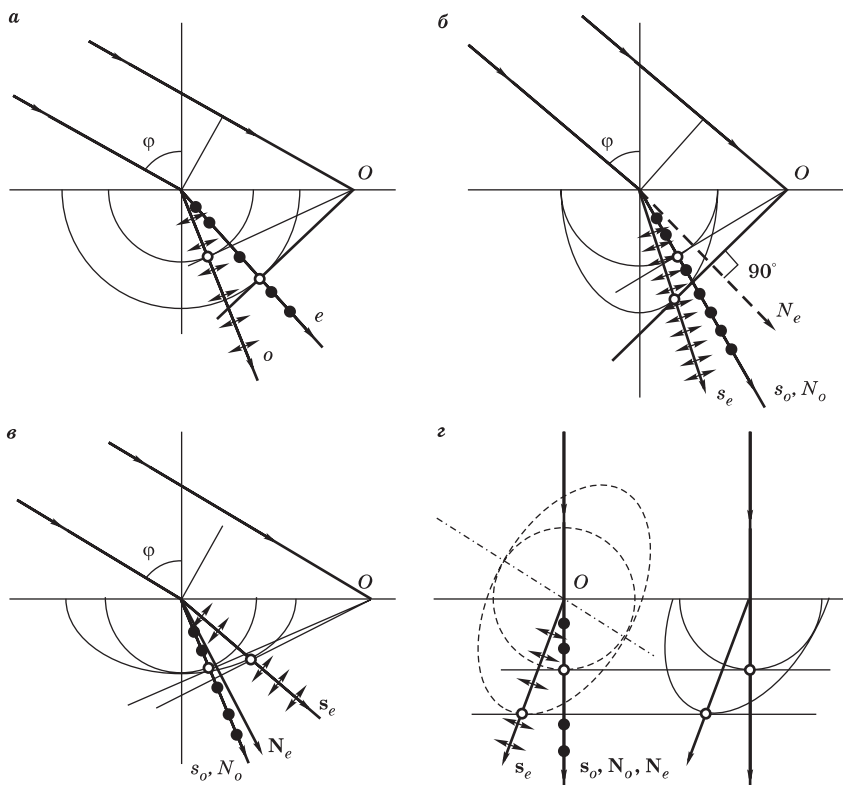 а
φ
O
e
o
б
φ
O
90°
N_e
s_e
s_o, N_o
в
φ
O
s_e
N_e
s_o, N_o
г
O
s_e
s_o, N_o, N_e